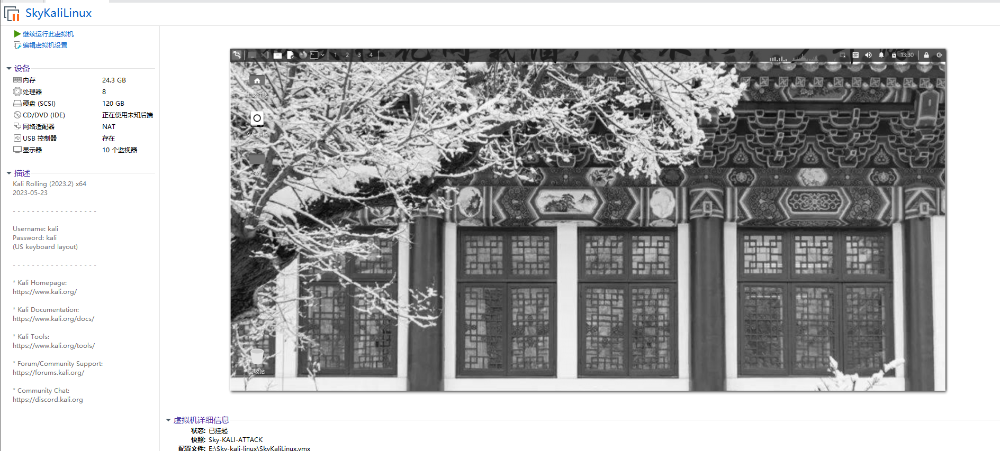 SkyKaliLinux
继续运行此虚拟机
编辑虚拟机设置
设备
内存 24.3 GB
处理器 8
硬盘 (SCSI) 120 GB
CD/DVD (IDE) 正在使用未知后端
网络适配器 NAT
USB 控制器 存在
显示器 10 个监视器
描述
Kali Rolling (2023.2) x64
2023-05-23
- - - - - - - - - - - - - - - - - -
Username: kali
Password: kali
(US keyboard layout)
- - - - - - - - - - - - - - - - - -
* Kali Homepage:
https://www.kali.org/
* Kali Documentation:
https://www.kali.org/docs/
* Kali Tools:
https://www.kali.org/tools/
* Forum/Community Support:
https://forums.kali.org/
* Community Chat:
https://discord.kali.org
1 2 3 4 拼 13:30
主文件夹
文件系统
Sky
回收站
虚拟机详细信息
状态: 已挂起
快照: Sky-KALI-ATTACK
配置文件: E:\Sky-kali-linux\SkyKaliLinux.vmx